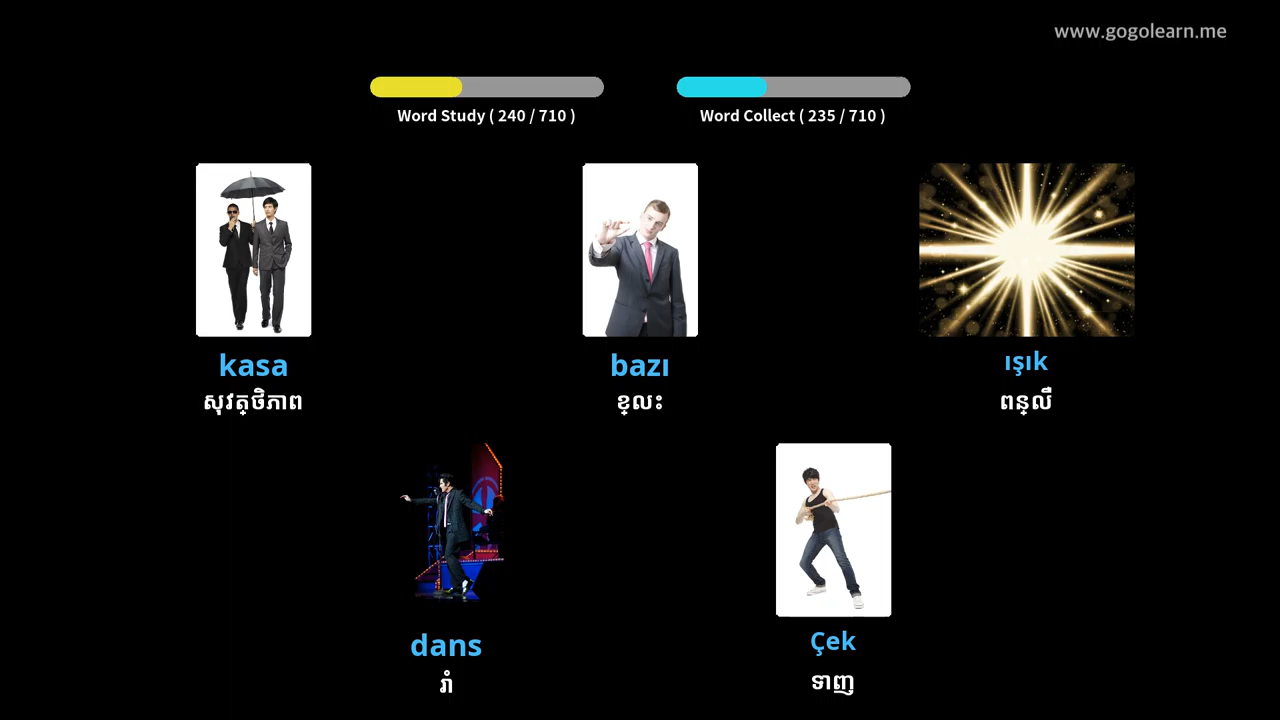 www.gogolearn.me
Word Study ( 240 / 710 )
Word Collect ( 235 / 710 )
kasa
សុវត្ថិភាព
bazı
ខ្លះ
ışık
ពន្លឺ
dans
រាំ
Çek
ទាញ